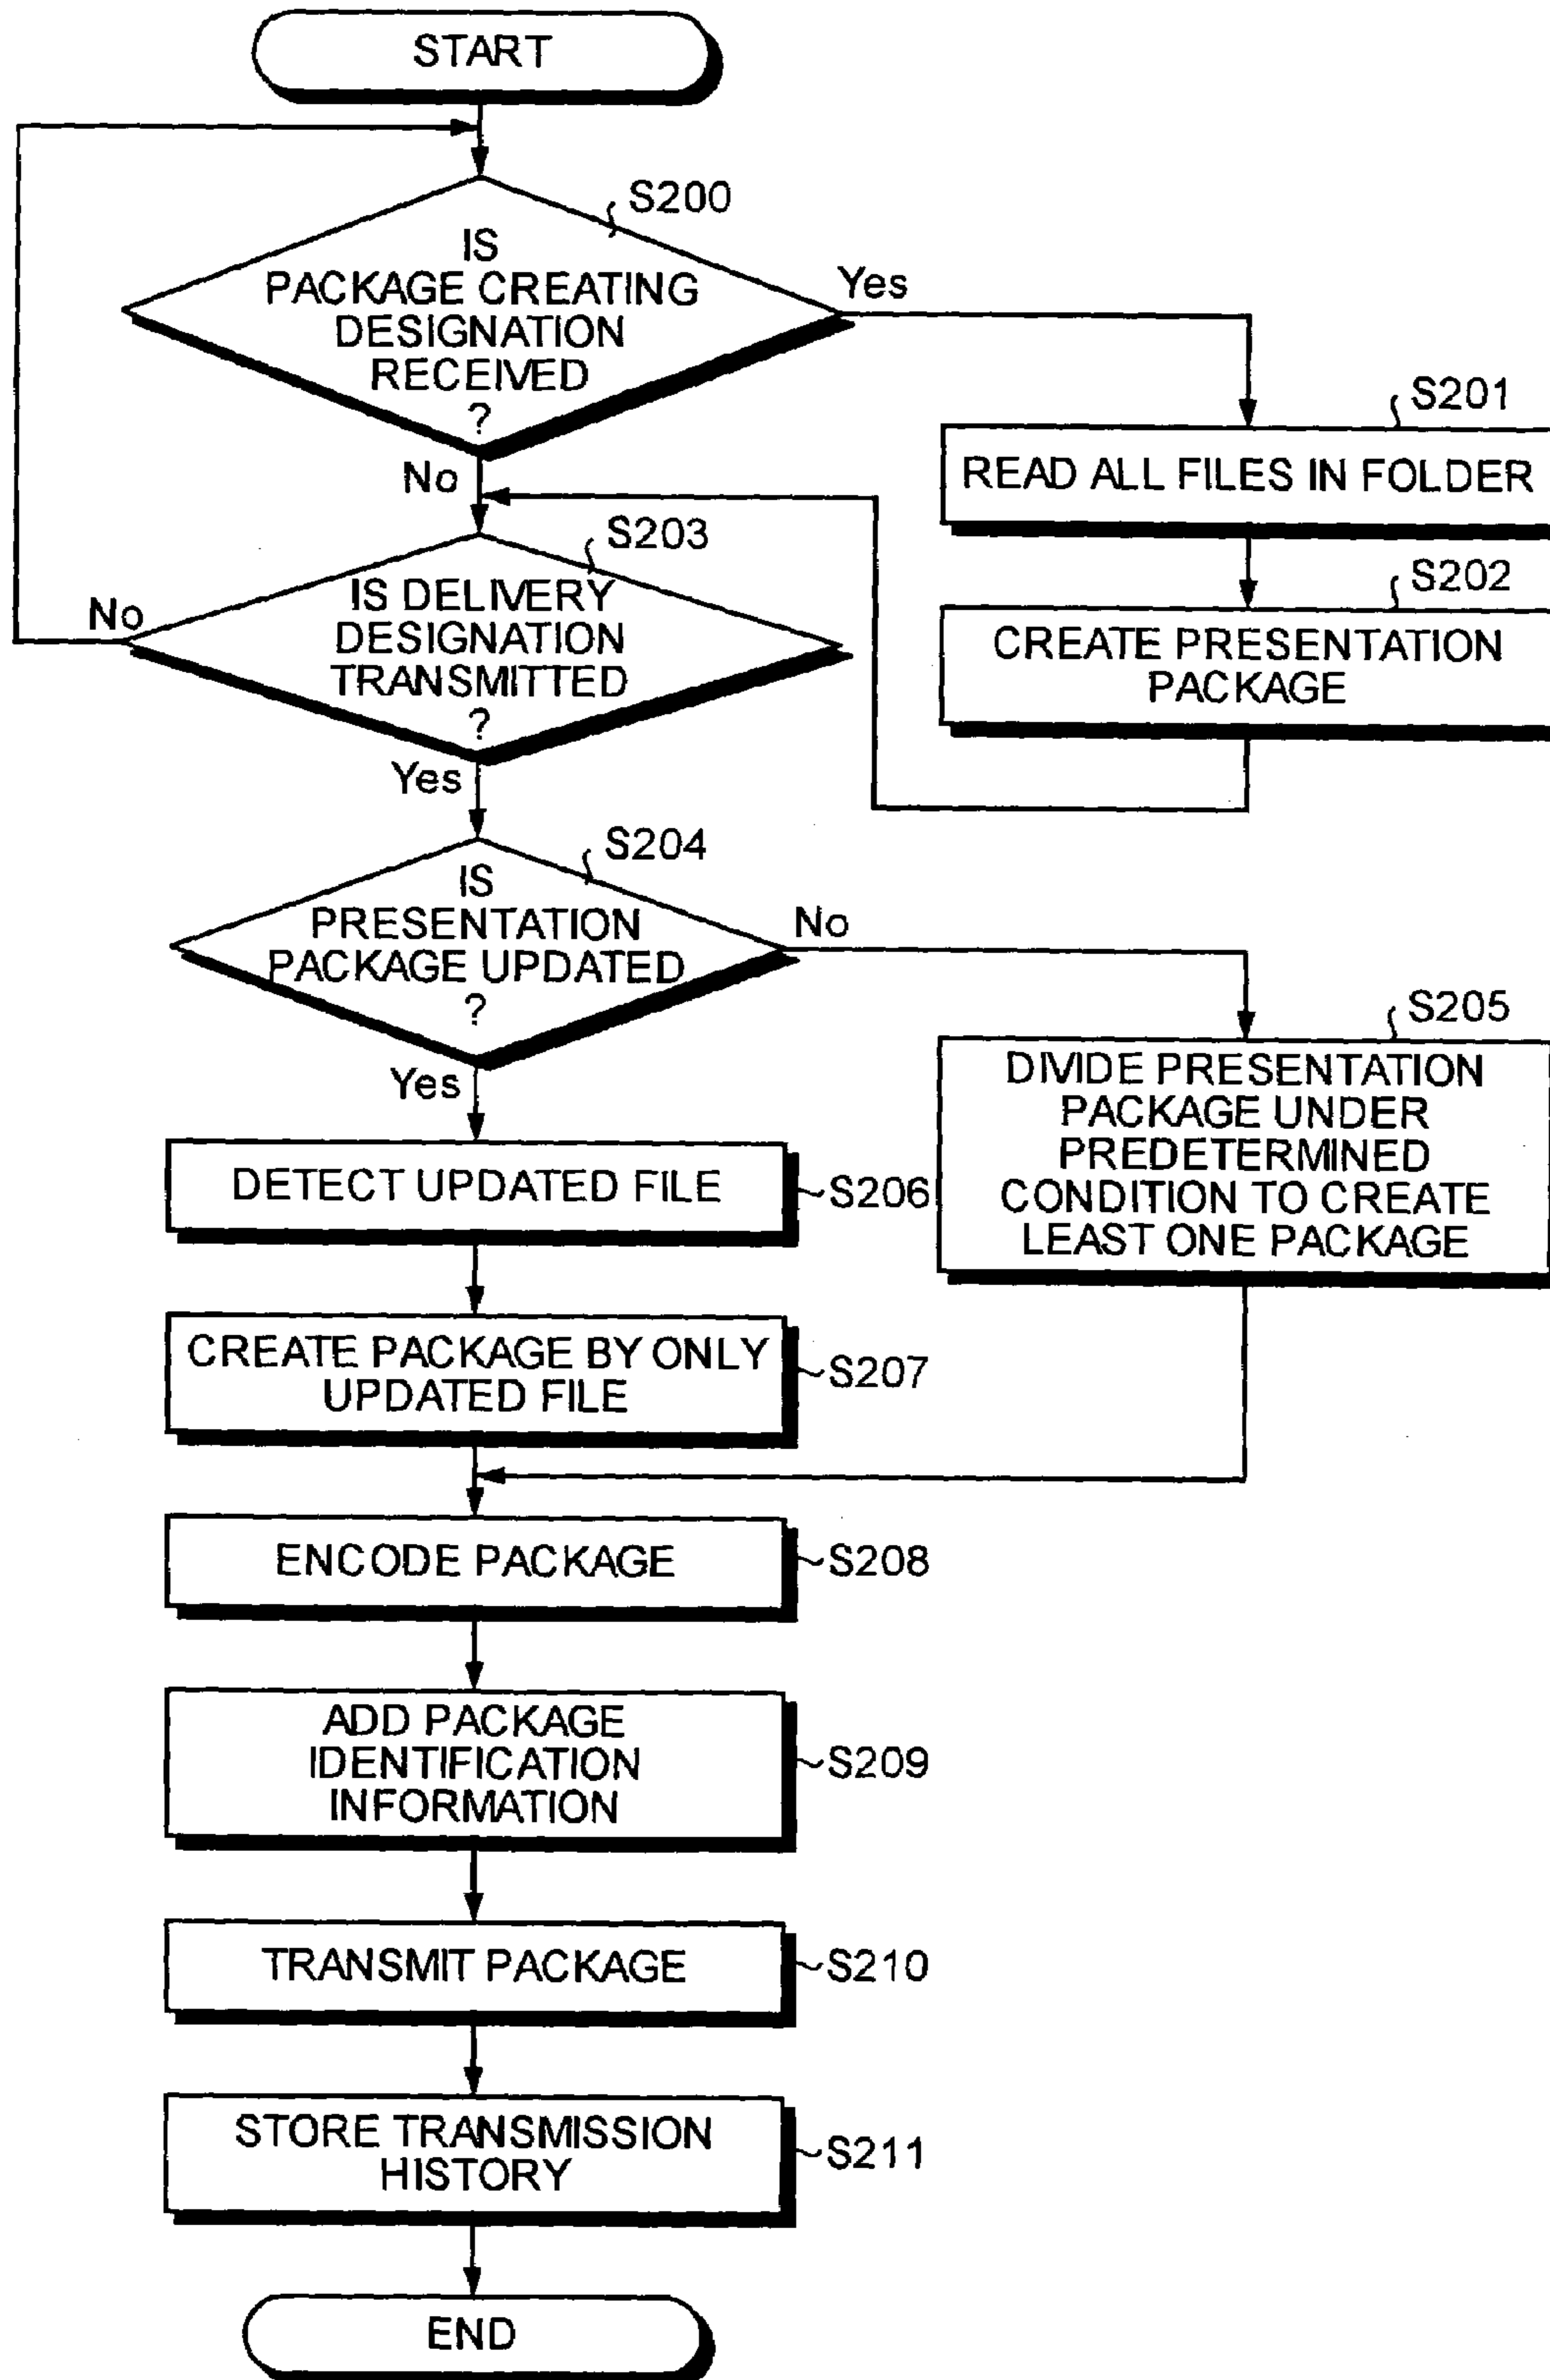 START
S200
IS
PACKAGE CREATING
DESIGNATION
RECEIVED
?
Yes
No
S201
READ ALL FILES IN FOLDER
S202
CREATE PRESENTATION
PACKAGE
S203
IS DELIVERY
DESIGNATION
TRANSMITTED
?
No
Yes
S204
IS
PRESENTATION
PACKAGE UPDATED
?
No
Yes
S205
DIVIDE PRESENTATION
PACKAGE UNDER
PREDETERMINED
CONDITION TO CREATE
LEAST ONE PACKAGE
DETECT UPDATED FILE
S206
CREATE PACKAGE BY ONLY
UPDATED FILE
S207
ENCODE PACKAGE
S208
ADD PACKAGE
IDENTIFICATION
INFORMATION
S209
TRANSMIT PACKAGE
S210
STORE TRANSMISSION
HISTORY
S211
END